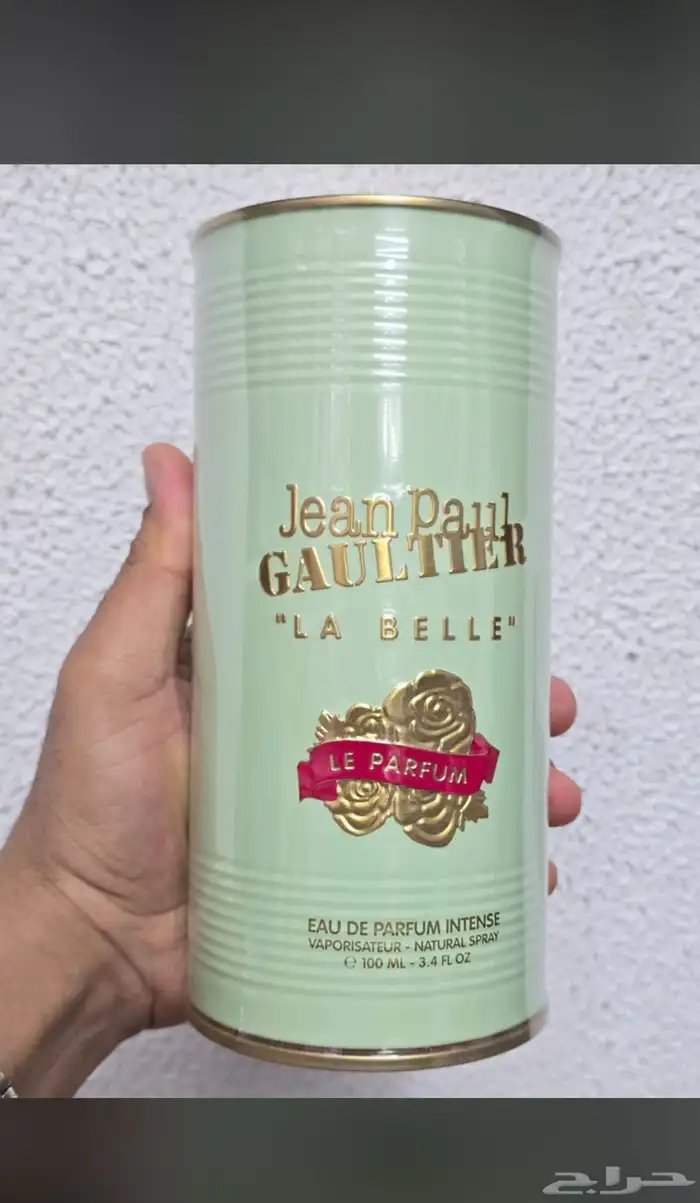 Jean Paul
GAULTIER
"LA BELLE"
LE PARFUM
EAU DE PARFUM INTENSE
VAPORISATEUR - NATURAL SPRAY
℮ 100 ML - 3.4 FL OZ
حراج